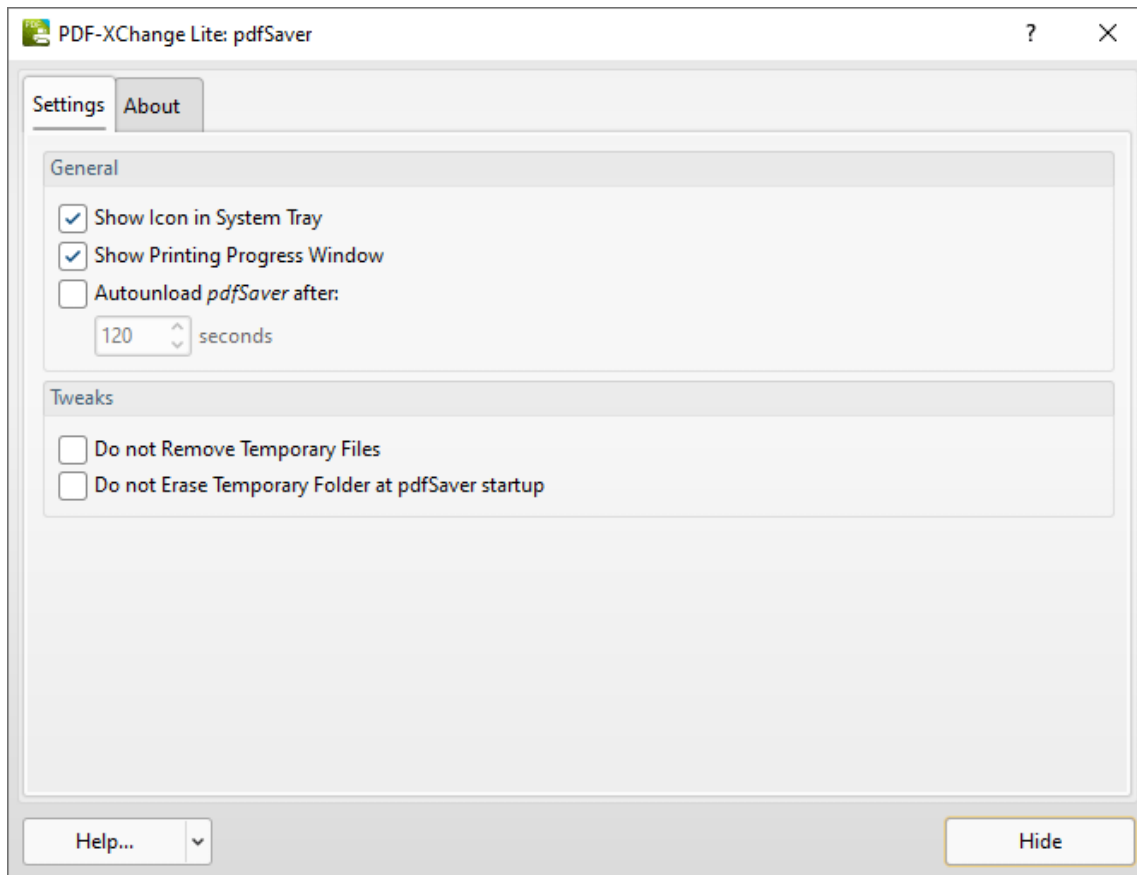 PDF-XChange Lite: pdfSaver
Settings
About
General
Show Icon in System Tray
Show Printing Progress Window
Autounload pdfSaver after:
120 seconds
Tweaks
Do not Remove Temporary Files
Do not Erase Temporary Folder at pdfSaver startup
Help...
Hide